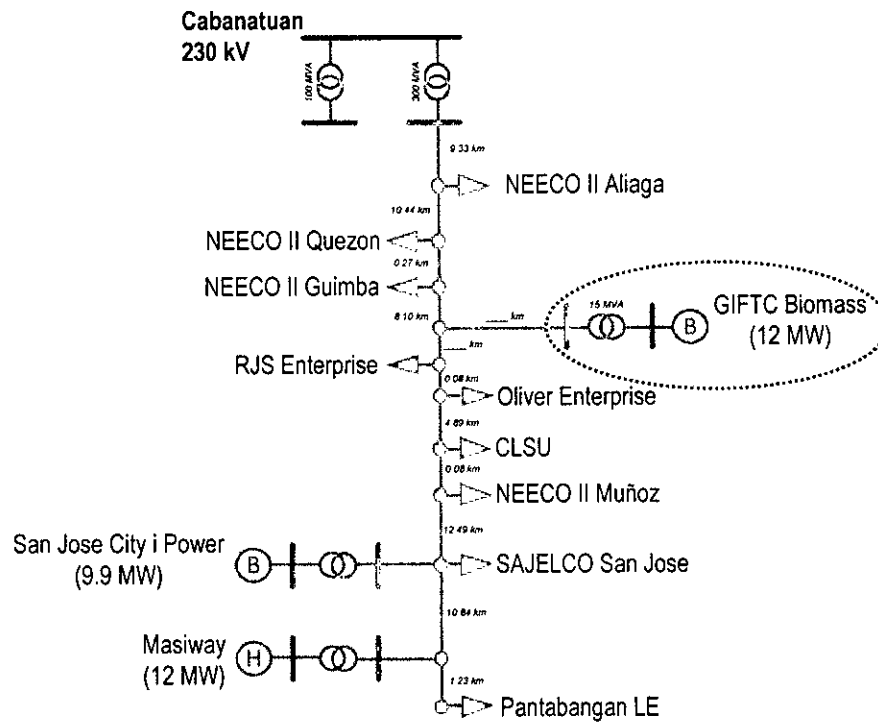 Cabanatuan
230 kV
100 MVA
300 MVA
9.33 km
NEECO II Aliaga
10.44 km
NEECO II Quezon
0.27 km
NEECO II Guimba
8.10 km
___ km
15 MVA
B
GIFTC Biomass
(12 MW)
___ km
RJS Enterprise
0.08 km
Oliver Enterprise
4.89 km
CLSU
0.08 km
NEECO II Muñoz
12.49 km
San Jose City i Power
(9.9 MW)
B
SAJELCO San Jose
10.84 km
Masiway
(12 MW)
H
1.23 km
Pantabangan LE